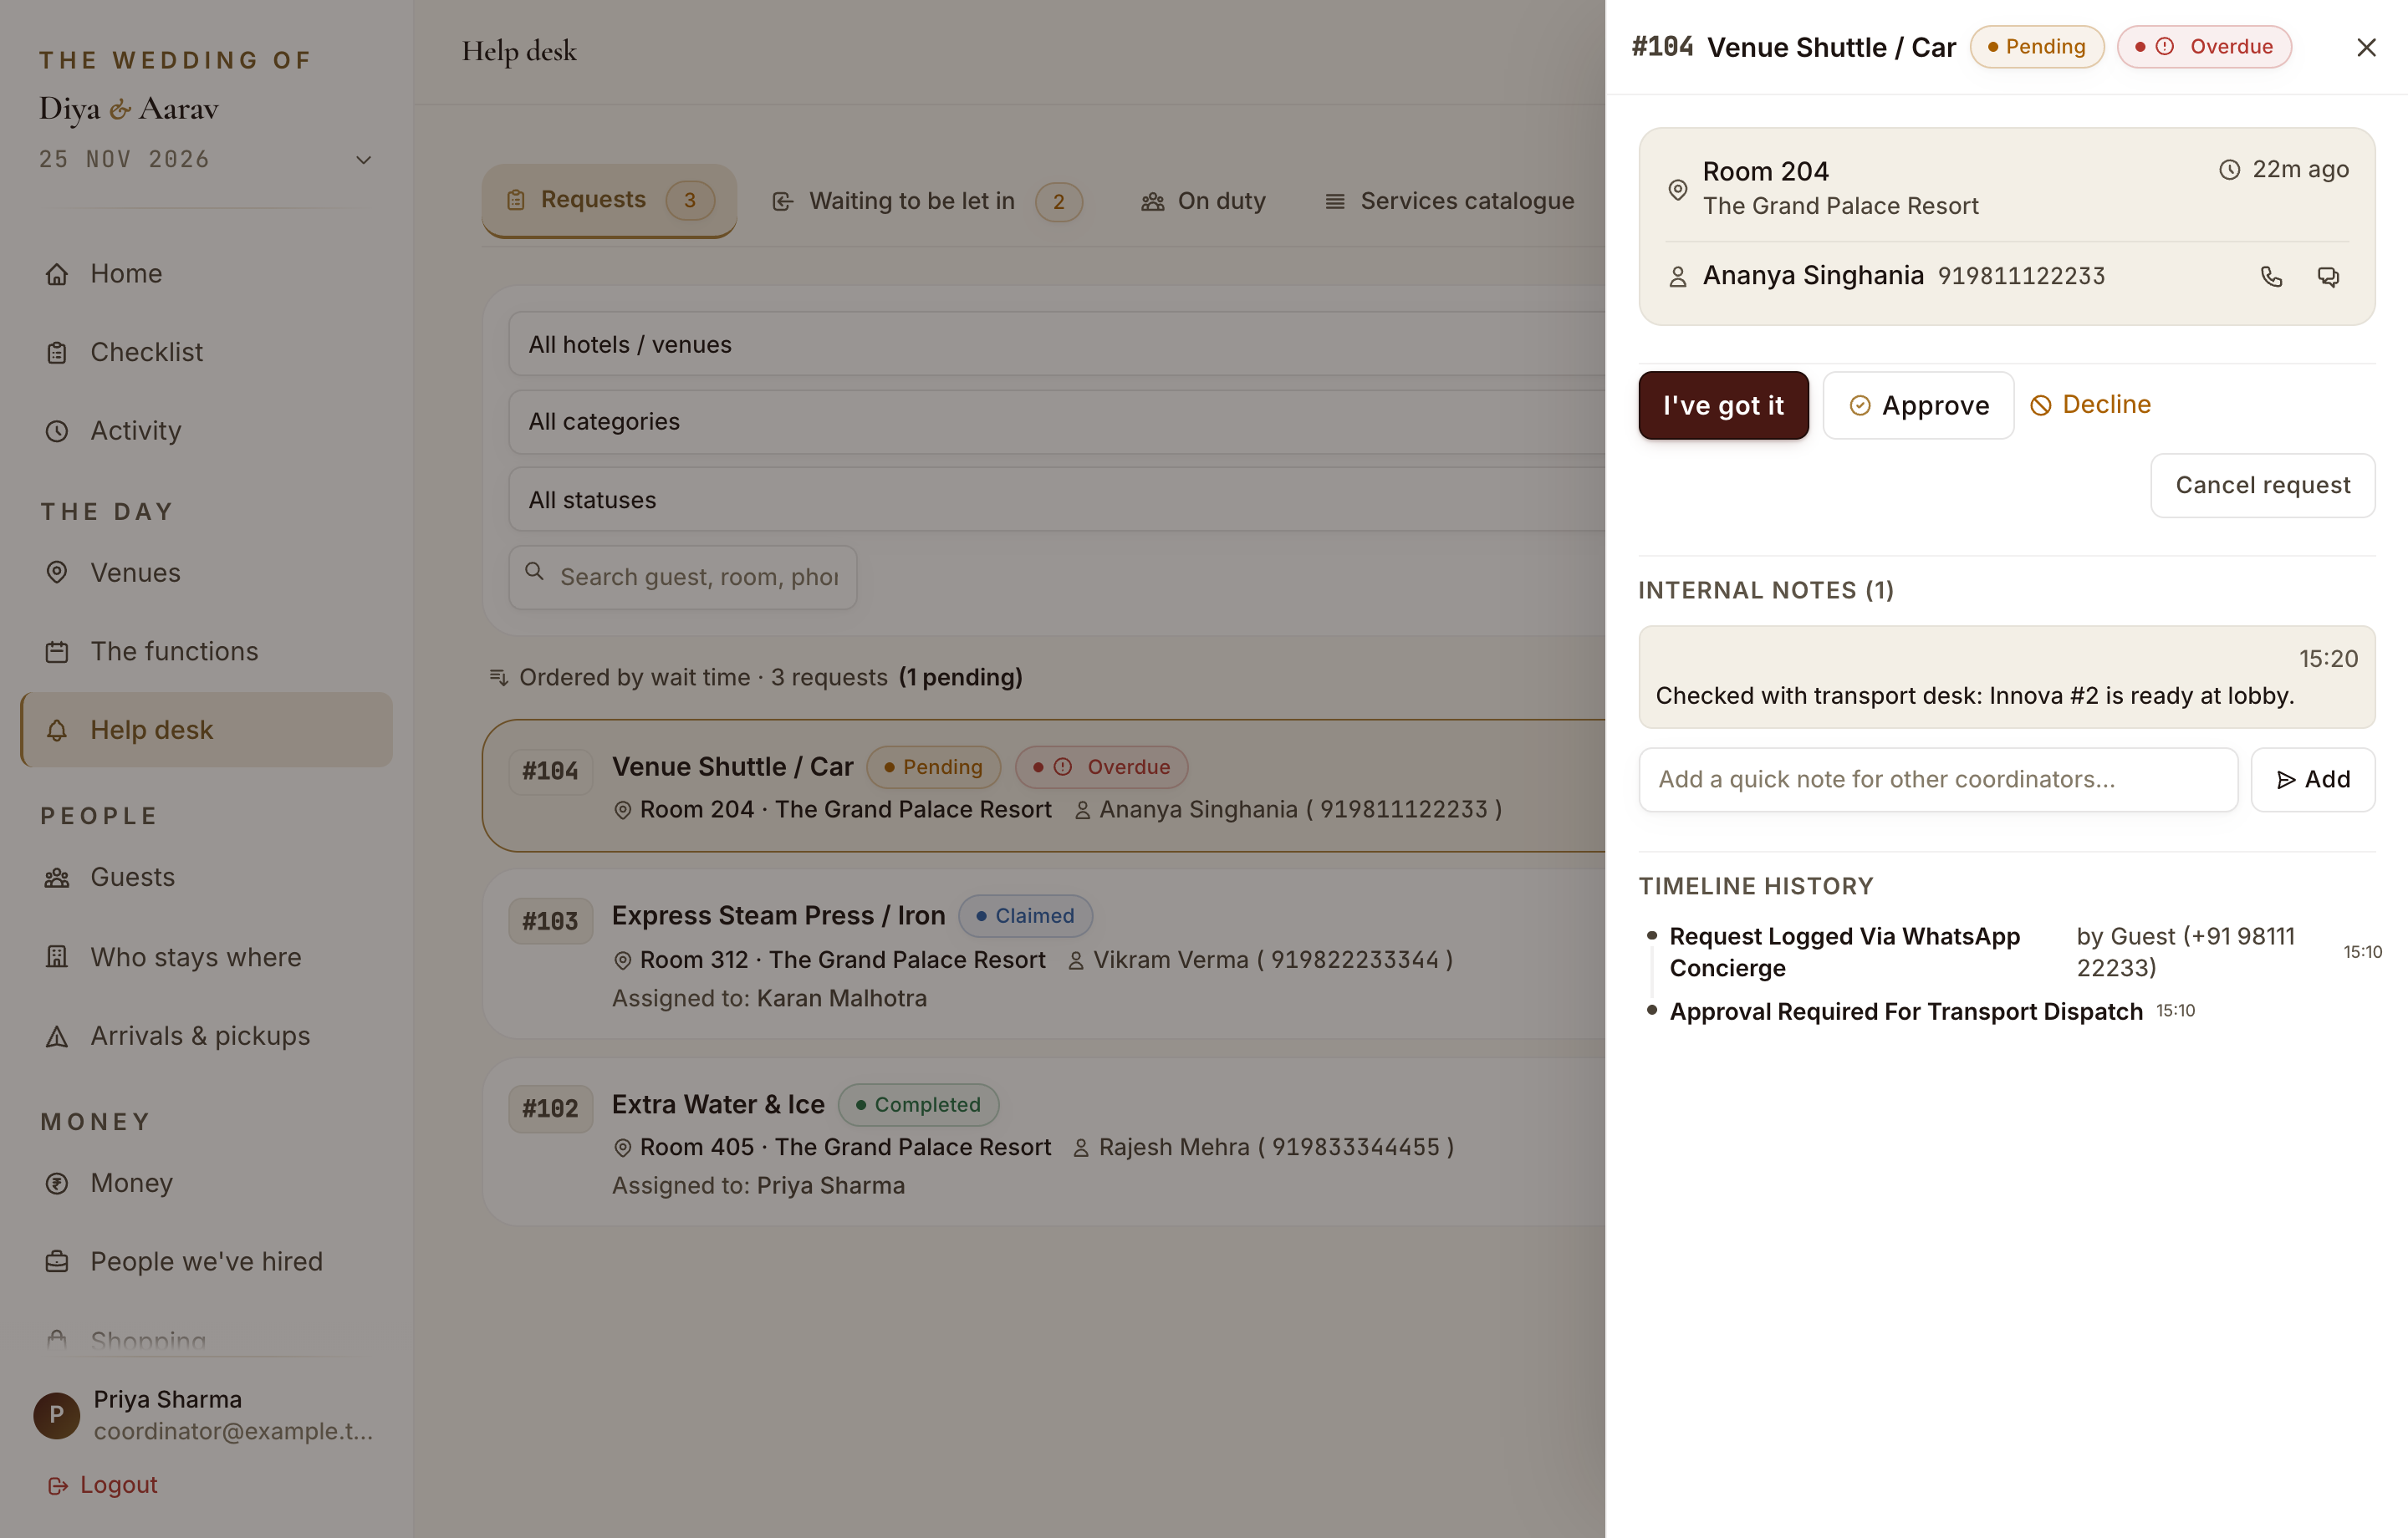 THE WEDDING OF
Diya & Aarav
25 NOV 2026
Home
Checklist
Activity
THE DAY
Venues
The functions
Help desk
PEOPLE
Guests
Who stays where
Arrivals & pickups
MONEY
Money
People we've hired
Shopping
P
Priya Sharma
coordinator@example.t...
Logout
Help desk
Requests 3
Waiting to be let in 2
On duty
Services catalogue
All hotels / venues
All categories
All statuses
Search guest, room, phor
Ordered by wait time · 3 requests (1 pending)
#104 Venue Shuttle / Car Pending Overdue
Room 204 · The Grand Palace Resort Ananya Singhania ( 919811122233 )
#103 Express Steam Press / Iron Claimed
Room 312 · The Grand Palace Resort Vikram Verma ( 919822233344 )
Assigned to: Karan Malhotra
#102 Extra Water & Ice Completed
Room 405 · The Grand Palace Resort Rajesh Mehra ( 919833344455 )
Assigned to: Priya Sharma
#104 Venue Shuttle / Car Pending Overdue
Room 204 22m ago
The Grand Palace Resort
Ananya Singhania 919811122233
I've got it
Approve
Decline
Cancel request
INTERNAL NOTES (1)
15:20
Checked with transport desk: Innova #2 is ready at lobby.
Add a quick note for other coordinators...
Add
TIMELINE HISTORY
Request Logged Via WhatsApp Concierge by Guest (+91 98111 22233) 15:10
Approval Required For Transport Dispatch 15:10